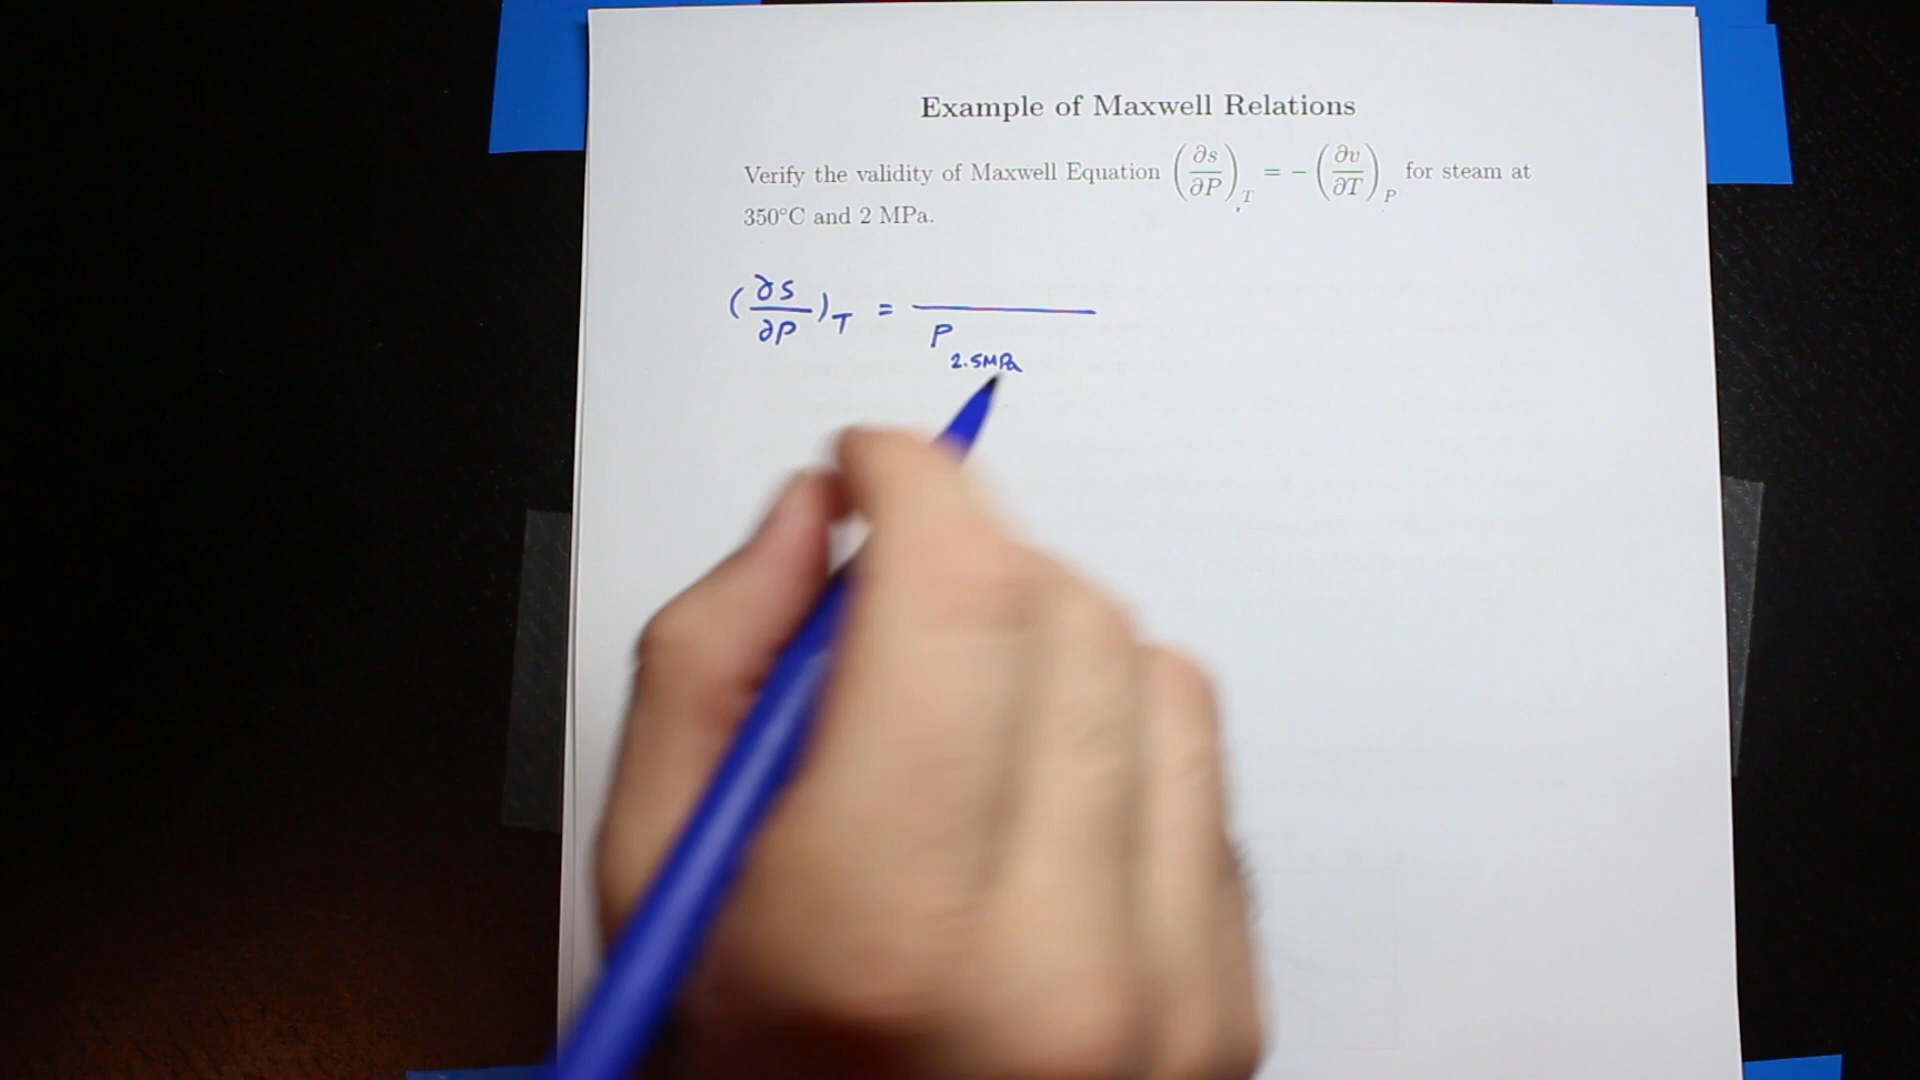 Example of Maxwell Relations
Verify the validity of Maxwell Equation (∂s/∂P)_T = − (∂v/∂T)_P for steam at
350°C and 2 MPa.
(∂s/∂P)_T = ———
P 2.5MPa